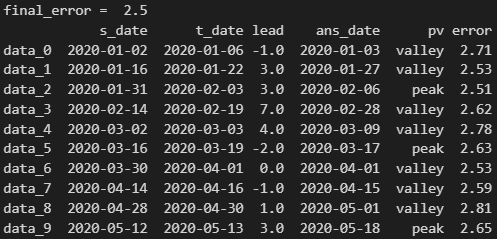 final_error =  2.5
            s_date      t_date lead    ans_date      pv error
data_0  2020-01-02  2020-01-06 -1.0  2020-01-03  valley  2.71
data_1  2020-01-16  2020-01-22  3.0  2020-01-27  valley  2.53
data_2  2020-01-31  2020-02-03  3.0  2020-02-06    peak  2.51
data_3  2020-02-14  2020-02-19  7.0  2020-02-28  valley  2.62
data_4  2020-03-02  2020-03-03  4.0  2020-03-09  valley  2.78
data_5  2020-03-16  2020-03-19 -2.0  2020-03-17    peak  2.63
data_6  2020-03-30  2020-04-01  0.0  2020-04-01  valley  2.53
data_7  2020-04-14  2020-04-16 -1.0  2020-04-15  valley  2.59
data_8  2020-04-28  2020-04-30  1.0  2020-05-01  valley  2.81
data_9  2020-05-12  2020-05-13  3.0  2020-05-18    peak  2.65